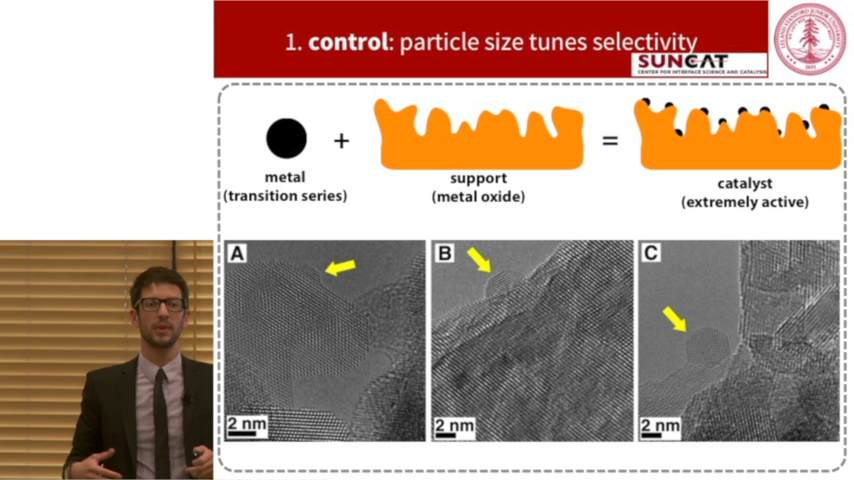 1. control: particle size tunes selectivity
SUNCAT
CENTER FOR INTERFACE SCIENCE AND CATALYSIS
+
=
metal
(transition series)
support
(metal oxide)
catalyst
(extremely active)
A
B
C
2 nm
2 nm
2 nm